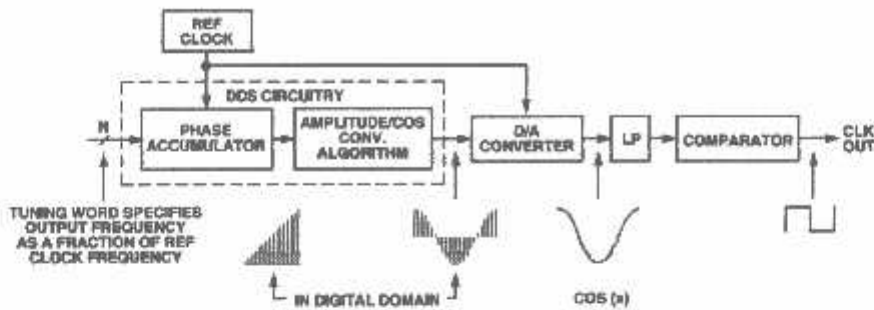 REF
CLOCK
DDS CIRCUITRY
N
PHASE
ACCUMULATOR
AMPLITUDE/COS
CONV.
ALGORITHM
D/A
CONVERTER
LP
COMPARATOR
CLK
OUT
TUNING WORD SPECIFIES
OUTPUT FREQUENCY
AS A FRACTION OF REF
CLOCK FREQUENCY
IN DIGITAL DOMAIN
COS (x)